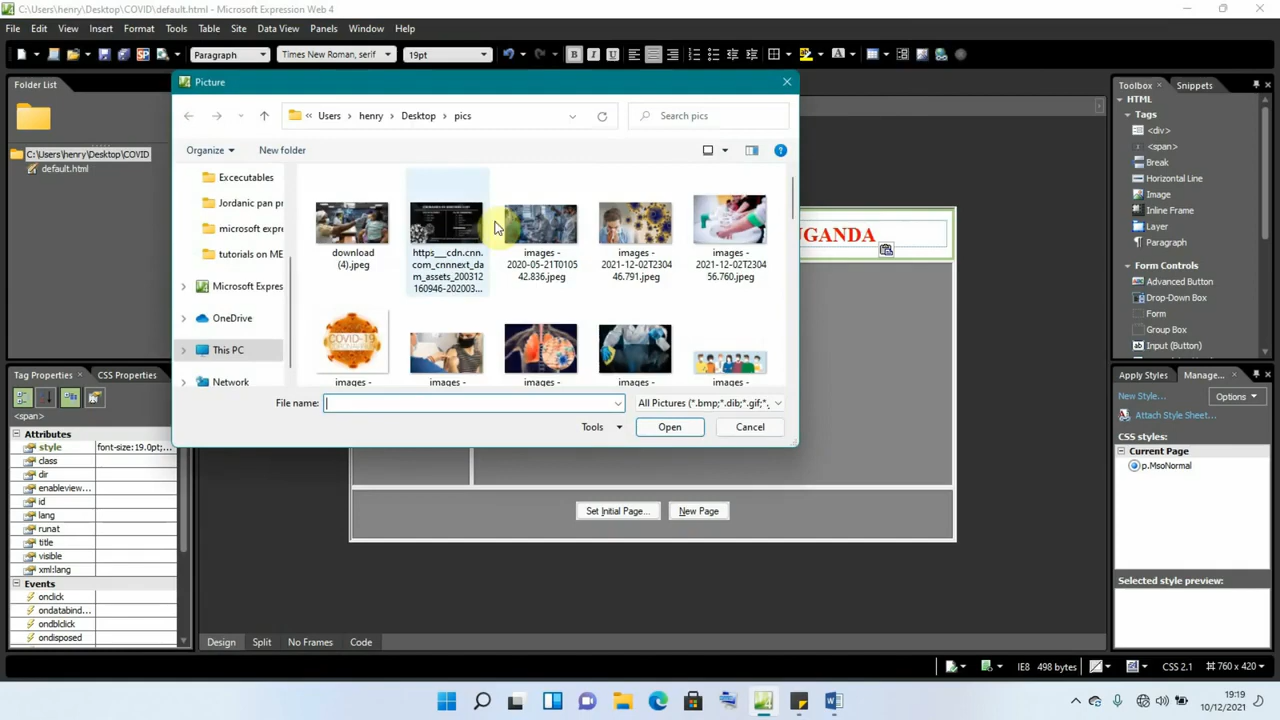 C:\Users\henry\Desktop\COVID\default.html - Microsoft Expression Web 4
File Edit View Insert Format Tools Table Site Data View Panels Window Help
Paragraph Times New Roman, serif 19pt B I U A
Folder List
C:\Users\henry\Desktop\COVID
default.html
Picture
Users henry Desktop pics
Search pics
Organize New folder
Excecutables
Jordanic pan pr
microsoft expre
tutorials on ME
Microsoft Expres
OneDrive
This PC
Network
download
(4).jpeg
https___cdn.cnn.
com_cnnnext_da
m_assets_200312
160946-202003...
images -
2020-05-21T0105
42.836.jpeg
images -
2021-12-02T2304
46.791.jpeg
images -
2021-12-02T2304
56.760.jpeg
COVID-19
images -
images -
images -
images -
images -
File name: All Pictures (*.bmp;*.dib;*.gif;*.
Tools Open Cancel
GANDA
Set Initial Page... New Page
Tag Properties CSS Properties
<span>
Attributes
style font-size:19.0pt;...
class
dir
enableview...
id
lang
runat
title
visible
xml:lang
Events
onclick
ondatabind...
ondblclick
ondisposed
Design Split No Frames Code
Toolbox Snippets
HTML
Tags
<div>
<span>
Break
Horizontal Line
Image
Inline Frame
Layer
Paragraph
Form Controls
Advanced Button
Drop-Down Box
Form
Group Box
Input (Button)
Apply Styles Manage...
New Style... Options
Attach Style Sheet...
CSS styles:
Current Page
p.MsoNormal
Selected style preview:
IE8 498 bytes CSS 2.1 760 x 420
19:19
10/12/2021